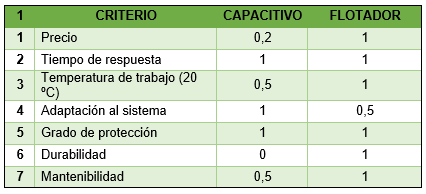 1 CRITERIO CAPACITIVO FLOTADOR
1 Precio 0,2 1
2 Tiempo de respuesta 1 1
3 Temperatura de trabajo (20 ºC) 0,5 1
4 Adaptación al sistema 1 0,5
5 Grado de protección 1 1
6 Durabilidad 0 1
7 Mantenibilidad 0,5 1